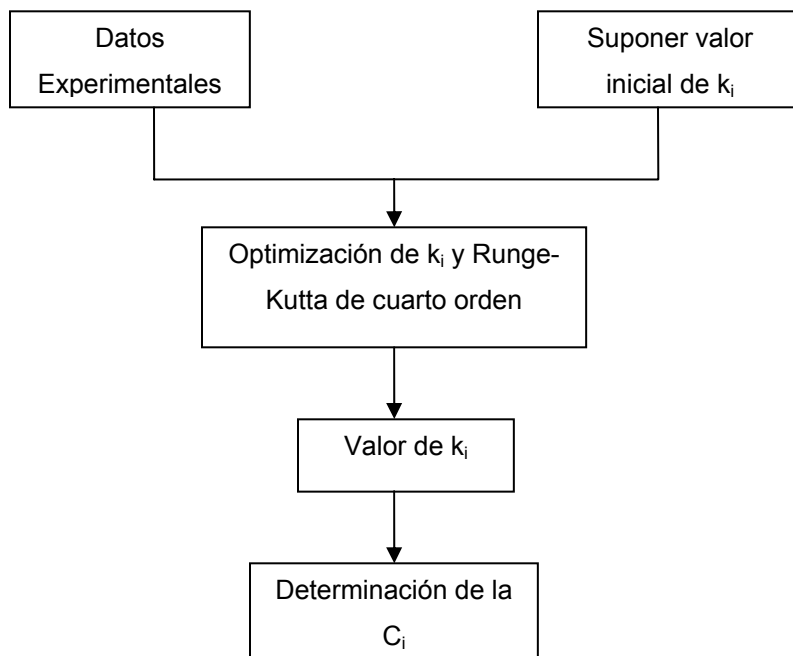 Datos
Experimentales
Suponer valor
inicial de kᵢ
Optimización de kᵢ y Runge-
Kutta de cuarto orden
Valor de kᵢ
Determinación de la
Cᵢ